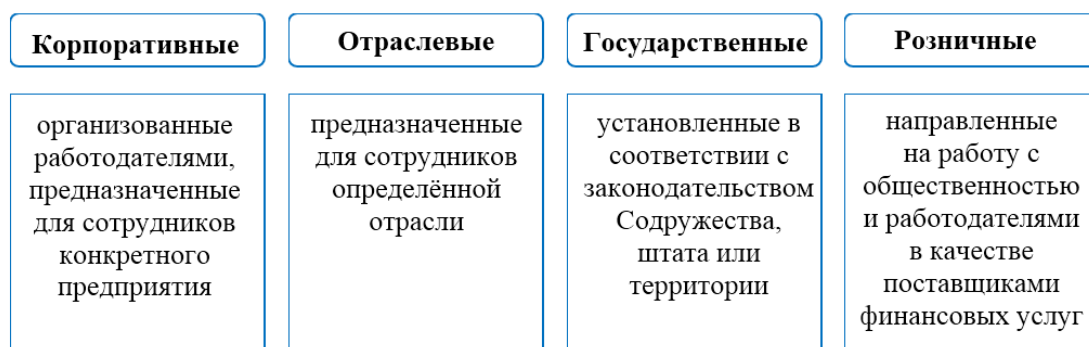 Корпоративные
организованные
работодателями,
предназначенные
для сотрудников
конкретного
предприятия
Отраслевые
предназначенные
для сотрудников
определённой
отрасли
Государственные
установленные в
соответствии с
законодательством
Содружества,
штата или
территории
Розничные
направленные
на работу с
общественностью
и работодателями
в качестве
поставщиками
финансовых услуг